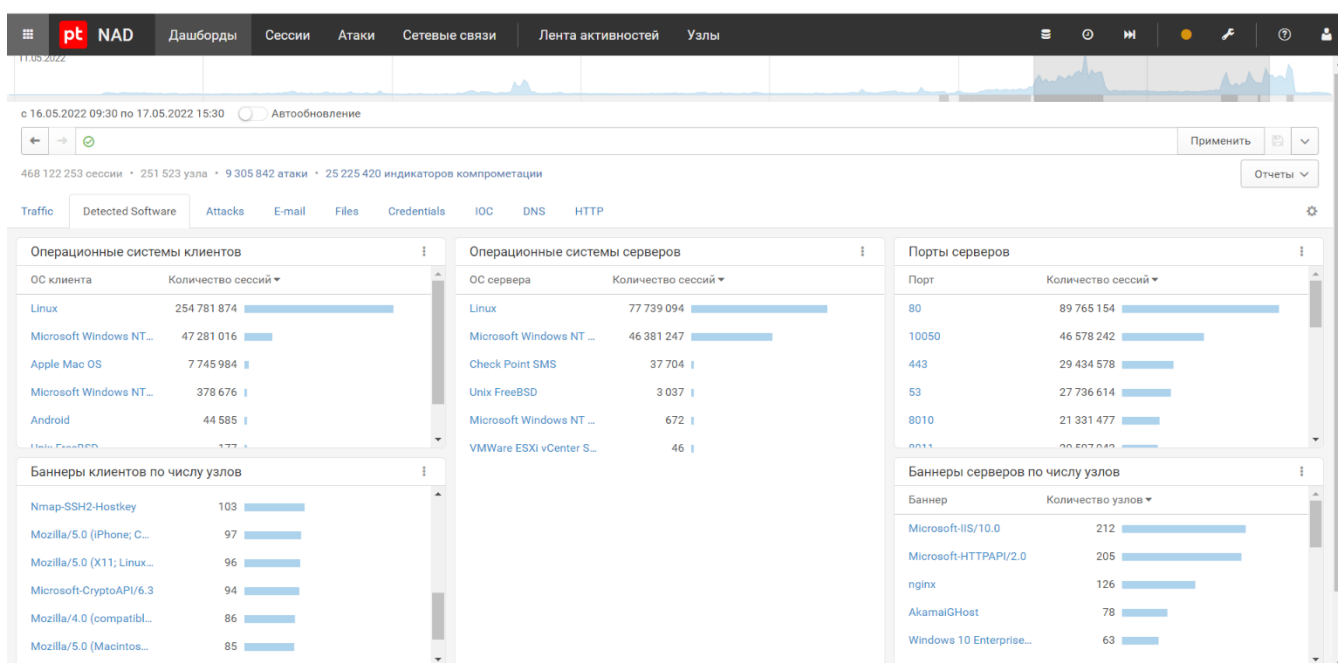 pt NAD Дашборды Сессии Атаки Сетевые связи Лента активностей Узлы
11.05.2022
с 16.05.2022 09:30 по 17.05.2022 15:30 Автообновление
Применить
468 122 253 сессии • 251 523 узла • 9 305 842 атаки • 25 225 420 индикаторов компрометации
Отчеты
Traffic Detected Software Attacks E-mail Files Credentials IOC DNS HTTP
Операционные системы клиентов
ОС клиента Количество сессий
Linux 254 781 874
Microsoft Windows NT... 47 281 016
Apple Mac OS 7 745 984
Microsoft Windows NT... 378 676
Android 44 585
Unix FreeBSD 177
Операционные системы серверов
ОС сервера Количество сессий
Linux 77 739 094
Microsoft Windows NT ... 46 381 247
Check Point SMS 37 704
Unix FreeBSD 3 037
Microsoft Windows NT ... 672
VMWare ESXi vCenter S... 46
Порты серверов
Порт Количество сессий
80 89 765 154
10050 46 578 242
443 29 434 578
53 27 736 614
8010 21 331 477
8011
Баннеры клиентов по числу узлов
Nmap-SSH2-Hostkey 103
Mozilla/5.0 (iPhone; C... 97
Mozilla/5.0 (X11; Linux... 96
Microsoft-CryptoAPI/6.3 94
Mozilla/4.0 (compatibl... 86
Mozilla/5.0 (Macintos... 85
Баннеры серверов по числу узлов
Баннер Количество узлов
Microsoft-IIS/10.0 212
Microsoft-HTTPAPI/2.0 205
nginx 126
AkamaiGHost 78
Windows 10 Enterprise... 63